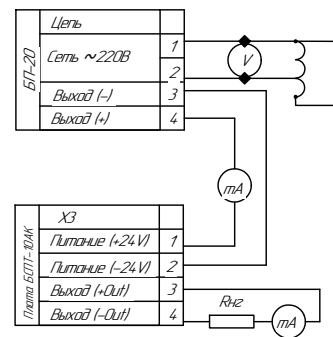 БП-20
Цепь
Сеть ~220В 1
2
Выход (-) 3
Выход (+) 4
V
mA
Плата БСПТ-10АК
X3
Питание (+24V) 1
Питание (-24V) 2
Выход (+Out) 3
Выход (-Out) 4
Rнг
mA